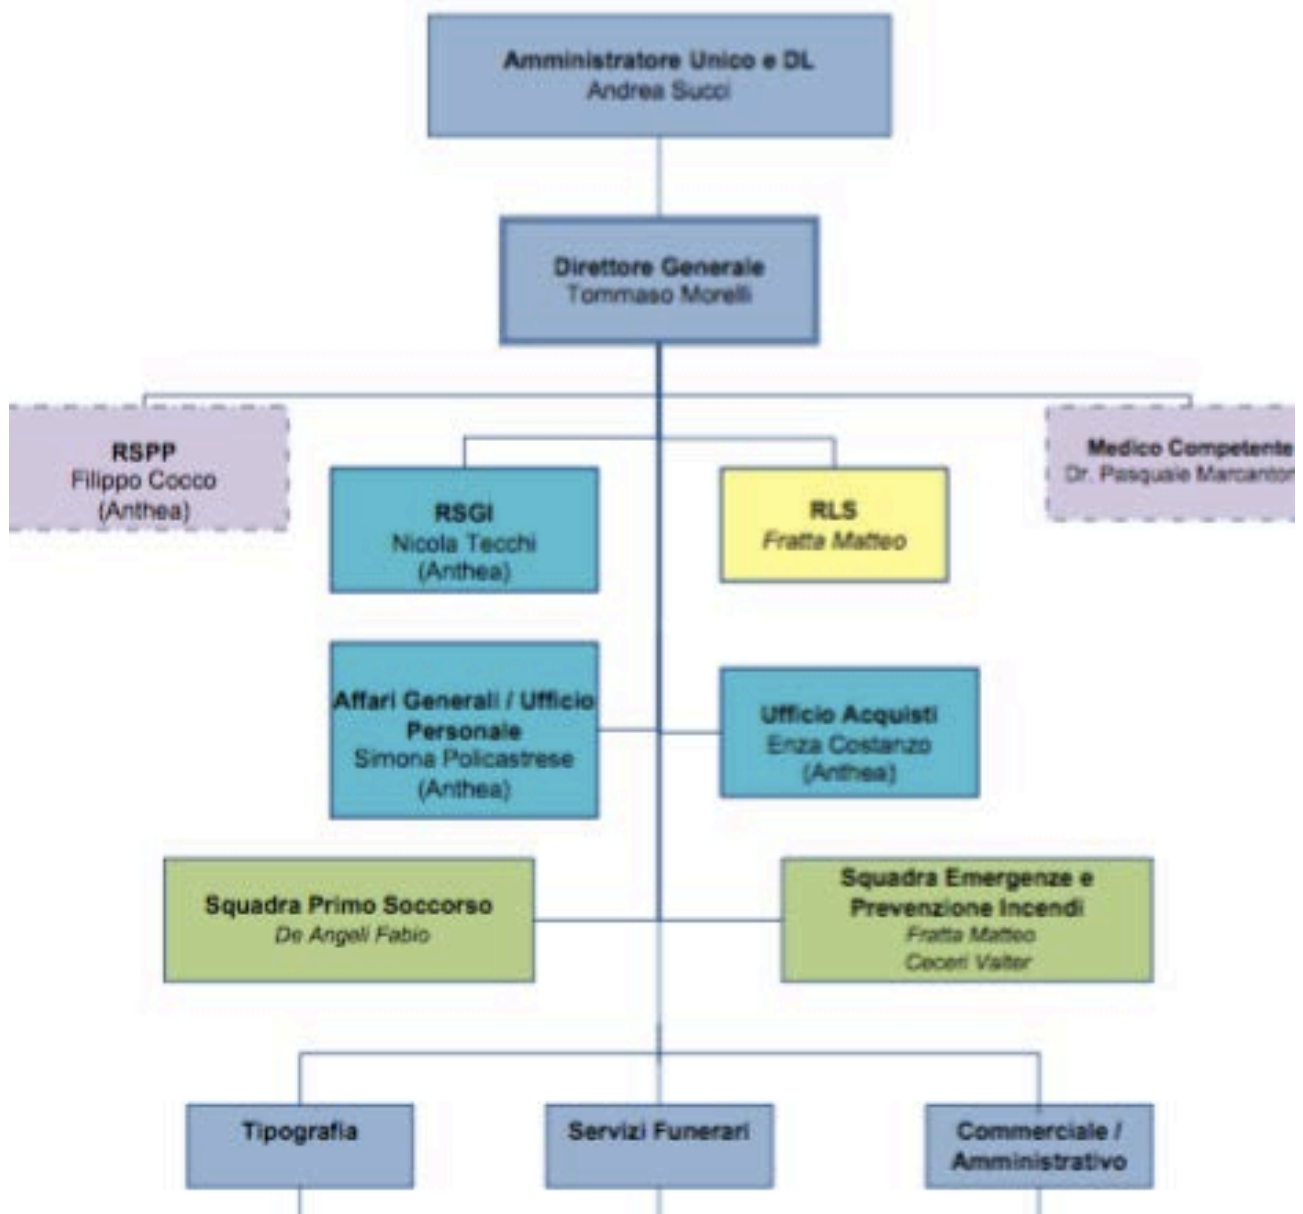 Amministratore Unico e DL
Andrea Succi
Direttore Generale
Tommaso Morelli
RSPP
Filippo Cocco
(Anthea)
Medico Competente
Dr. Pasquale
RSGI
Nicola Tecchi
(Anthea)
RLS
Fratta Matteo
Affari Generali / Ufficio
Personale
Simona Policastrese
(Anthea)
Ufficio Acquisti
Enza Costanzo
(Anthea)
Squadra Primo Soccorso
De Angeli Fabio
Squadra Emergenze e
Prevenzione Incendi
Fratta Matteo
Ceceri Valter
Tipografia
Servizi Funerari
Commerciale /
Amministrativo